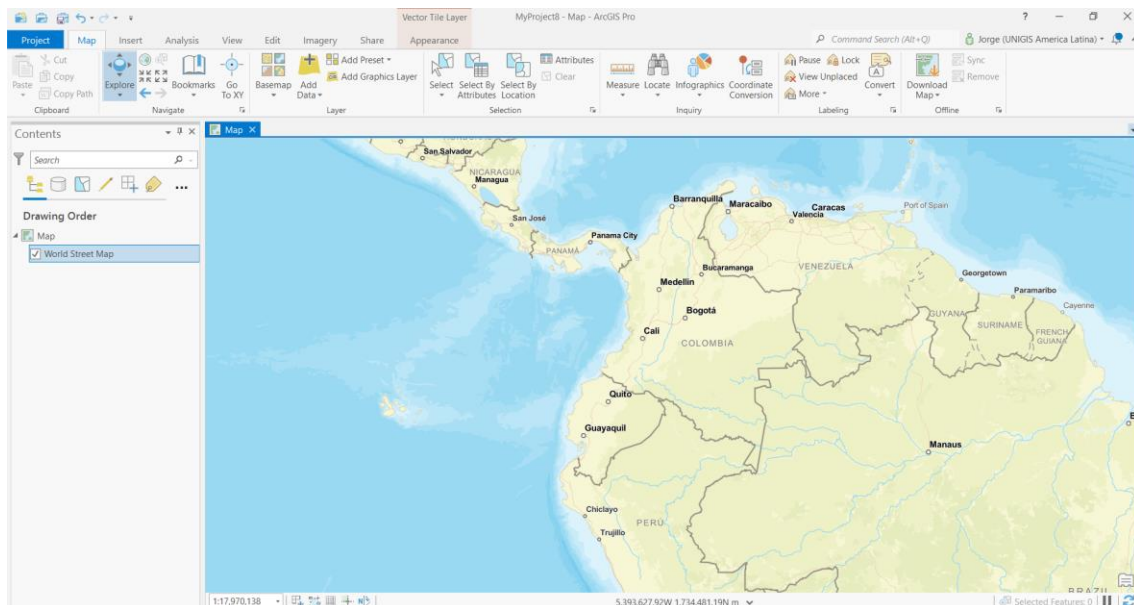 Vector Tile Layer
MyProject8 - Map - ArcGIS Pro
?
Project Map Insert Analysis View Edit Imagery Share Appearance
Command Search (Alt+Q)
Jorge (UNIGIS America Latina)
Paste
Cut
Copy
Copy Path
Clipboard
Explore
Bookmarks
Go To XY
Navigate
Basemap
Add Data
Add Preset
Add Graphics Layer
Layer
Select
Select By Attributes
Select By Location
Attributes
Clear
Selection
Measure
Locate
Infographics
Coordinate Conversion
Inquiry
Pause
Lock
View Unplaced
More
Convert
Labeling
Download Map
Sync
Remove
Offline
Contents
Search
Drawing Order
Map
World Street Map
Map
San Salvador
NICARAGUA
Managua
San José
Panama City
PANAMÁ
Barranquilla
Maracaibo
Caracas
Valencia
Port of Spain
Bucaramanga
VENEZUELA
Georgetown
Paramaribo
Cayenne
Medellin
Bogotá
Cali
COLOMBIA
GUYANA
SURINAME
FRENCH GUIANA
Quito
Guayaquil
Manaus
Chiclayo
PERÚ
Trujillo
BRAZIL
1:17,970,138
5,393,627.92W 1,734,481.19N m
Selected Features: 0